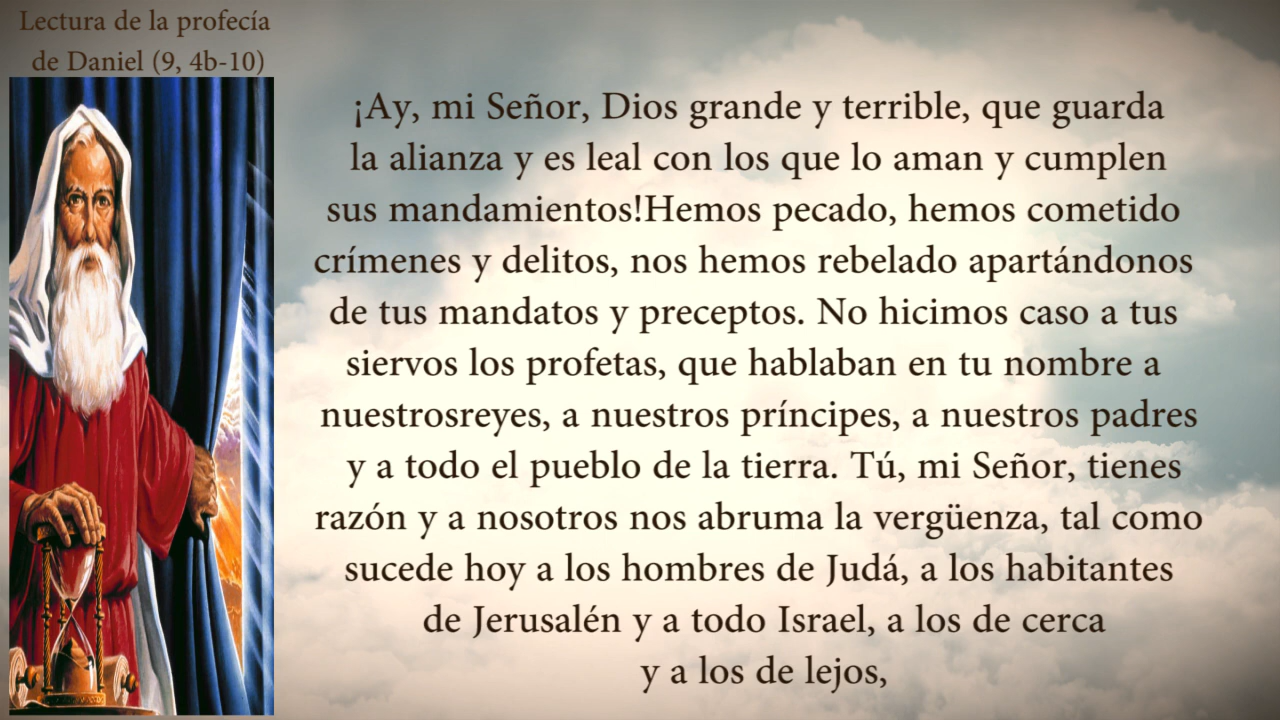 Lectura de la profecía
de Daniel (9, 4b-10)
¡Ay, mi Señor, Dios grande y terrible, que guarda
la alianza y es leal con los que lo aman y cumplen
sus mandamientos!Hemos pecado, hemos cometido
crímenes y delitos, nos hemos rebelado apartándonos
de tus mandatos y preceptos. No hicimos caso a tus
siervos los profetas, que hablaban en tu nombre a
nuestrosreyes, a nuestros príncipes, a nuestros padres
y a todo el pueblo de la tierra. Tú, mi Señor, tienes
razón y a nosotros nos abruma la vergüenza, tal como
sucede hoy a los hombres de Judá, a los habitantes
de Jerusalén y a todo Israel, a los de cerca
y a los de lejos,